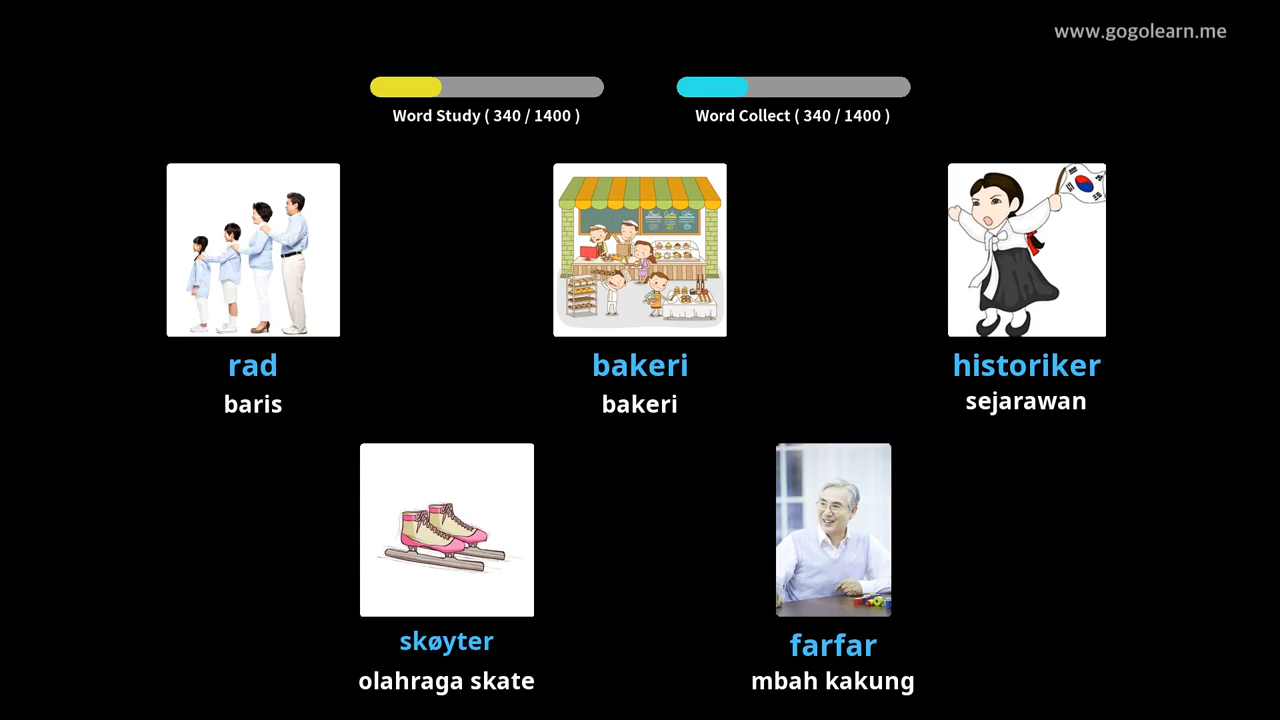 www.gogolearn.me
Word Study ( 340 / 1400 )
Word Collect ( 340 / 1400 )
rad
baris
bakeri
bakeri
historiker
sejarawan
skøyter
olahraga skate
farfar
mbah kakung